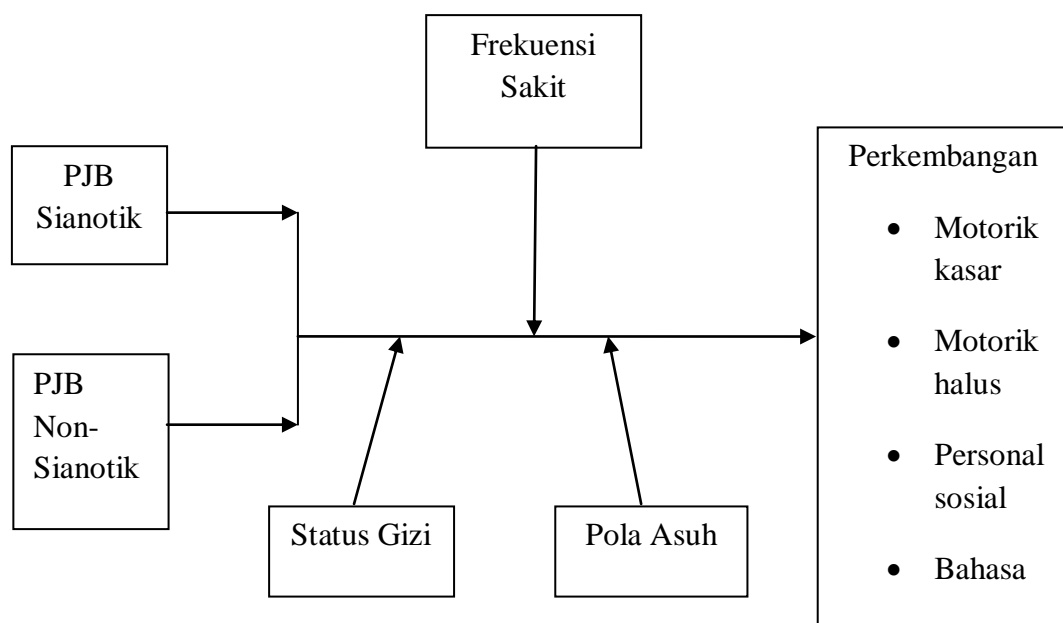 Frekuensi
Sakit
PJB
Sianotik
PJB
Non-
Sianotik
Status Gizi
Pola Asuh
Perkembangan
• Motorik
kasar
• Motorik
halus
• Personal
sosial
• Bahasa